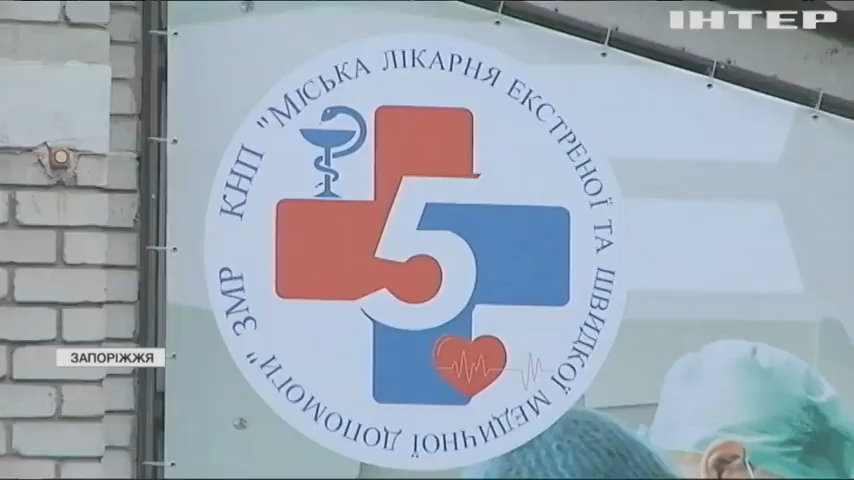 ІНТЕР
КНП "МІСЬКА ЛІКАРНЯ ЕКСТРЕНОЇ ТА ШВИДКОЇ МЕДИЧНОЇ ДОПОМОГИ" ЗМР
5
ЗАПОРІЖЖЯ